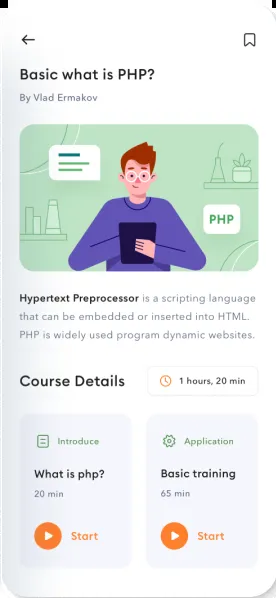 Basic what is PHP?
By Vlad Ermakov
PHP
Hypertext Preprocessor is a scripting language
that can be embedded or inserted into HTML.
PHP is widely used program dynamic websites.
Course Details
1 hours, 20 min
Introduce
What is php?
20 min
Start
Application
Basic training
65 min
Start